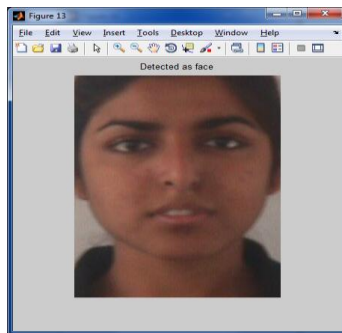 Figure 13
File Edit View Insert Tools Desktop Window Help
Detected as face